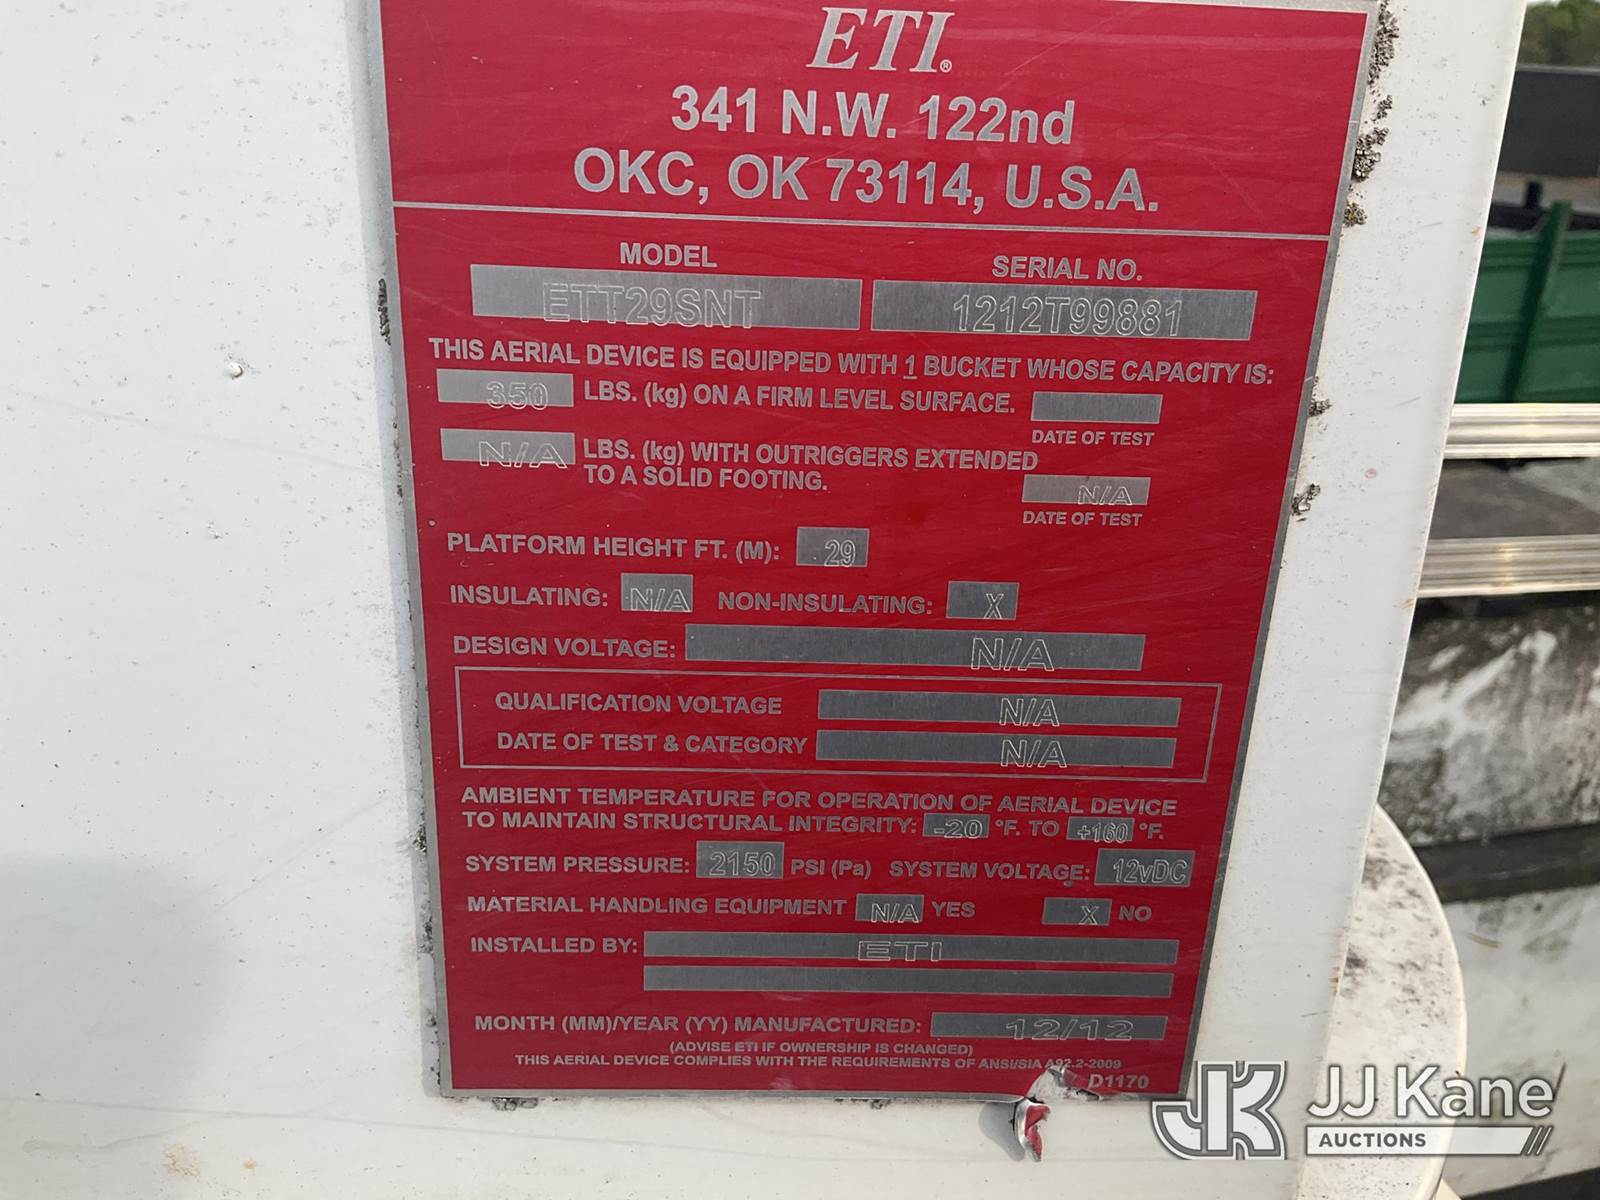 ETI®
341 N.W. 122nd
OKC, OK 73114, U.S.A.
MODEL SERIAL NO.
ETT29SNT 1212T99881
THIS AERIAL DEVICE IS EQUIPPED WITH 1 BUCKET WHOSE CAPACITY IS:
350 LBS. (kg) ON A FIRM LEVEL SURFACE.
DATE OF TEST
N/A LBS. (kg) WITH OUTRIGGERS EXTENDED
TO A SOLID FOOTING. N/A
DATE OF TEST
PLATFORM HEIGHT FT. (M): 29
INSULATING: N/A NON-INSULATING: X
DESIGN VOLTAGE: N/A
QUALIFICATION VOLTAGE N/A
DATE OF TEST & CATEGORY N/A
AMBIENT TEMPERATURE FOR OPERATION OF AERIAL DEVICE
TO MAINTAIN STRUCTURAL INTEGRITY: -20 °F. TO +160 °F.
SYSTEM PRESSURE: 2150 PSI (Pa) SYSTEM VOLTAGE: 12vDC
MATERIAL HANDLING EQUIPMENT N/A YES X NO
INSTALLED BY: ETI
MONTH (MM)/YEAR (YY) MANUFACTURED: 12/12
(ADVISE ETI IF OWNERSHIP IS CHANGED)
THIS AERIAL DEVICE COMPLIES WITH THE REQUIREMENTS OF ANSI/SIA A92.2-2009
D1170
JK JJ Kane
AUCTIONS